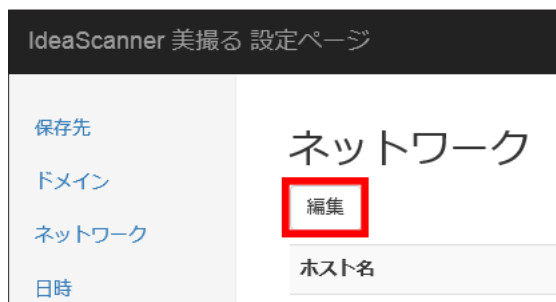 IdeaScanner 美撮る 設定ページ
保存先
ドメイン
ネットワーク
日時
ネットワーク
編集
ホスト名